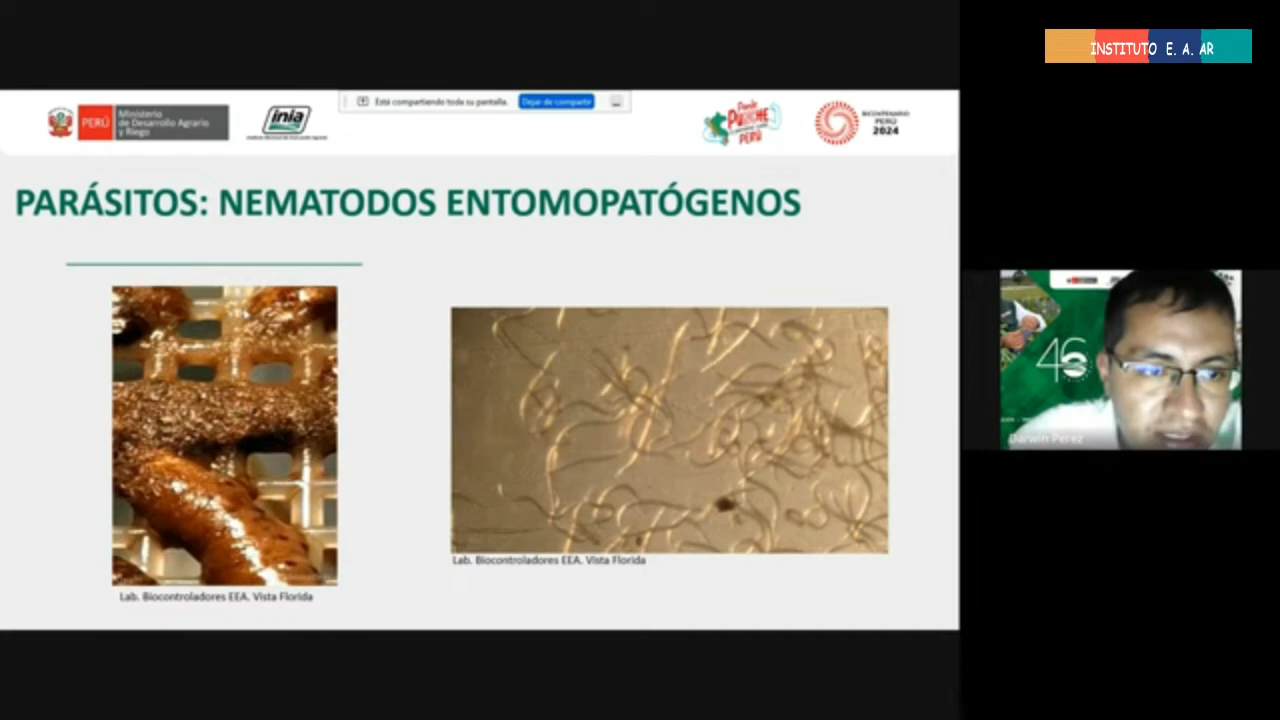 INSTITUTO E. A. AR
PERÚ
Ministerio
de Desarrollo Agrario
y Riego
inia
Está compartiendo toda su pantalla.
Dejar de compartir
PERÚ
BICENTENARIO
PERÚ
2024
PARÁSITOS: NEMATODOS ENTOMOPATÓGENOS
46
Darwin Perez
Lab. Biocontroladores EEA. Vista Florida
Lab. Biocontroladores EEA. Vista Florida